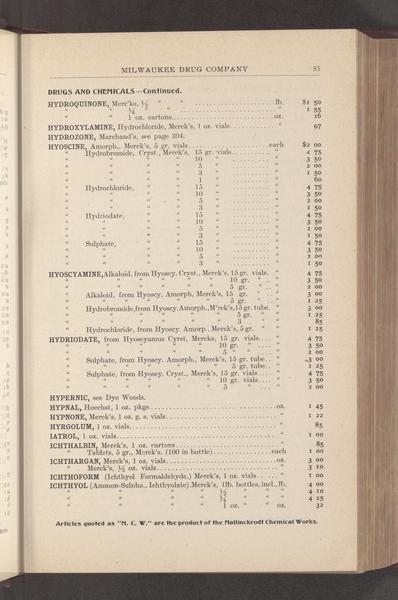 MILWAUKEE DRUG COMPANY 85
DRUGS AND CHEMICALS—Continued.
HYDROQUINONE, Merc'ks, ½ " " lb. $1 50
" " ¼ " " " 1 55
" " 1 oz. cartons oz. 16
HYDROXYLAMINE, Hydrochloride, Merck's, 1 oz. vials " 97
HYDROZONE, Marchand's, see page 394.
HYOSCINE, Amorph., Merck's, 5 gr. vials each $2 00
" Hydrobromide, Cryst., Merck's, 15 gr. vials " 4 75
" " " " 10 " " 3 50
" " " " 5 " " 2 00
" " " " 3 " " 1 50
" " " " 1 " " 60
" Hydrochloride, " " 15 " " 4 75
" " " " 10 " " 3 50
" " " " 5 " " 2 00
" " " " 3 " " 1 50
" Hydriodate, " " 15 " " 4 75
" " " " 10 " " 3 50
" " " " 5 " " 2 00
" " " " 3 " " 1 50
" Sulphate, " " 15 " " 4 75
" " " " 10 " " 3 50
" " " " 5 " " 2 00
" " " " 3 " " 1 50
HYOSCYAMINE, Alkaloid, from Hyoscy. Cryst., Merck's, 15 gr. vials. " 4 75
" " " " " " 10 gr. " " 3 50
" " " " " " 5 gr. " " 2 00
" Alkaloid, from Hyoscy. Amorph, Merck's, 15 gr. " " 3 00
" " " " " " 5 gr. " " 1 25
" Hydrobromide, from Hyoscy. Amorph., M'rck's, 15 gr. tube. " 3 00
" " " " " 5 gr. " " 1 25
" " " " " 3 " " 85
" Hydrochloride, from Hyoscy. Amorp., Merck's, 5 gr. " " 1 25
HYDRIODATE, from Hyoscyamus Cyrst, Mercks, 15 gr. vials " 4 75
" " " " " 10 gr. " " 3 50
" " " " " 5 " " " 2 00
" Sulphate, from Hyoscy. Amorph., Merck's, 15 gr. tube " 3 00
" " " " " " 5 gr. tube " 1 25
" Sulphate, from Hyoscy. Cryst., Merck's, 15 gr. vials " 4 75
" " " " " " 10 gr. vials " 3 50
" " " " " " 5 " " 2 00
HYPERNIC, see Dye Woods.
HYPNAL, Hoechst, 1 oz. pkgs oz. 1 45
HYPNONE, Merck's, 1 oz. g. s. vials " 1 22
HYRGOLUM, 1 oz. vials " 85
IATROL, 1 oz. vials " 1 00
ICHTHALBIN, Merck's, 1 oz. cartons " 85
" Tablets, 5 gr., Merck's. (100 in bottle) each 1 00
ICHTHARGAN, Merck's, 1 oz. vials oz. 3 00
" Merck's, ½ oz. vials " 3 10
ICHTHOFORM (Ichthyol Formaldehyde,) Merck's, 1 oz. vials " 1 00
ICHTHYOL (Ammon-Sulpho., Ichthyolate), Merck's, 1 lb. bottles, incl., lb. 4 00
" " " " ½ " " " 4 10
" " " " ¼ " " " 4 25
" " " " 1 oz. " " oz. 32
Articles quoted as "M. C. W." are the product of the Mallinckrodt Chemical Works.